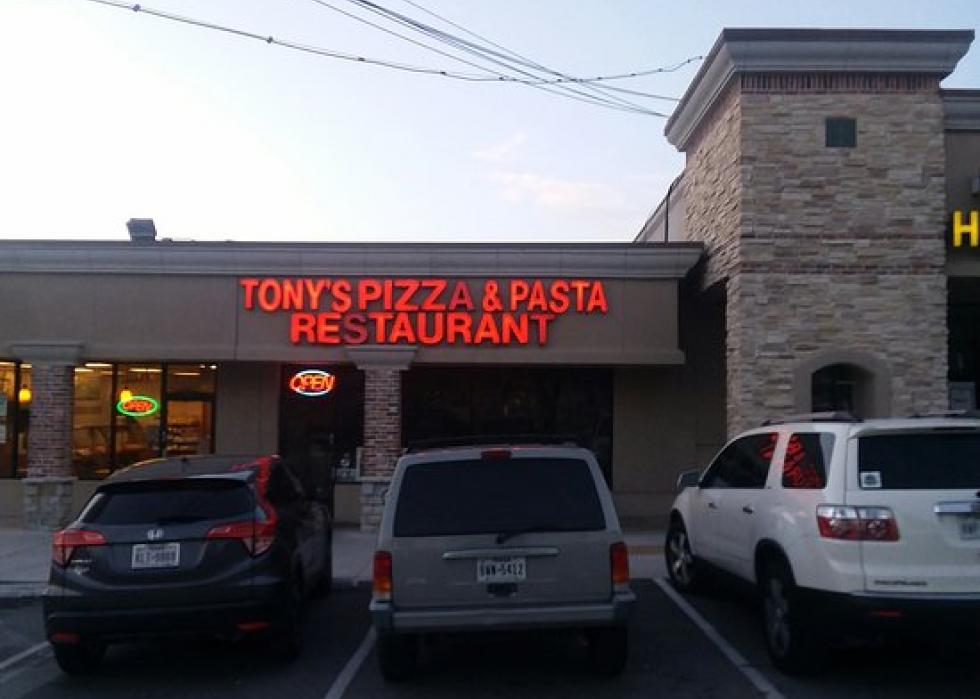 TONY'S PIZZA & PASTA
RESTAURANT
H
OPEN
OPEN